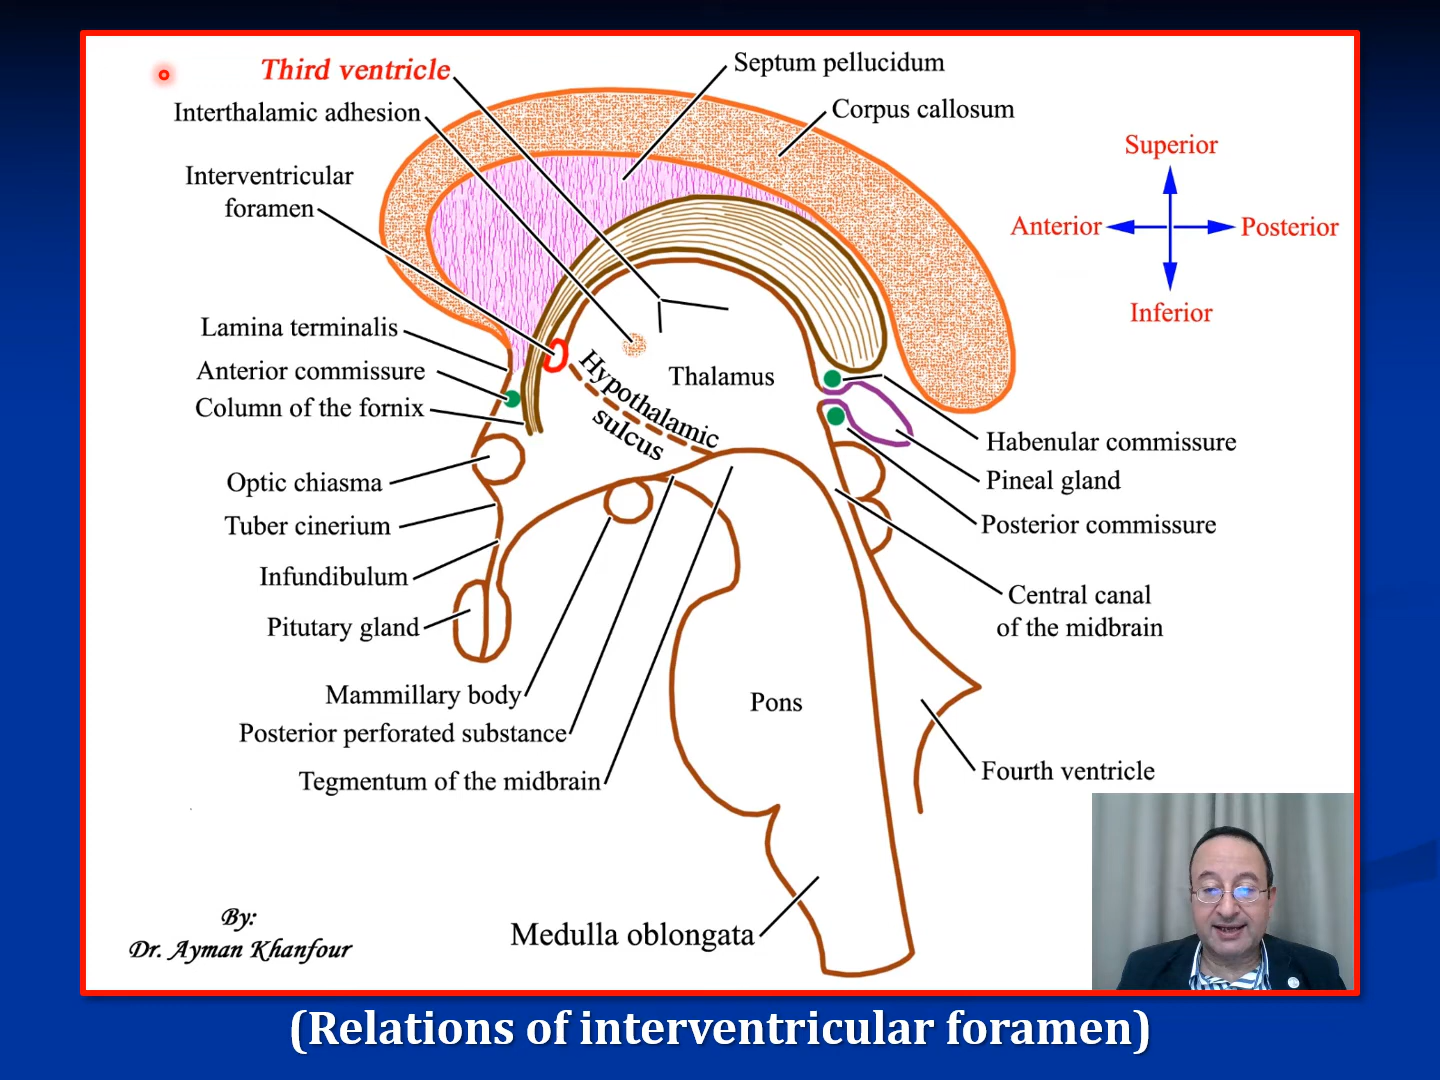 Third ventricle
Septum pellucidum
Interthalamic adhesion
Corpus callosum
Superior
Interventricular
foramen
Anterior
Posterior
Inferior
Lamina terminalis
Anterior commissure
Column of the fornix
Hypothalamic
sulcus
Thalamus
Habenular commissure
Optic chiasma
Pineal gland
Tuber cinerium
Posterior commissure
Infundibulum
Central canal
of the midbrain
Pitutary gland
Mammillary body
Pons
Posterior perforated substance
Tegmentum of the midbrain
Fourth ventricle
Medulla oblongata
By:
Dr. Ayman Khanfour
(Relations of interventricular foramen)